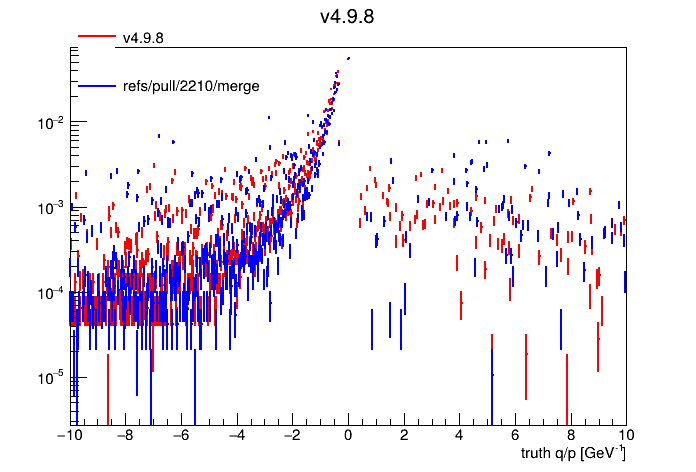 v4.9.8
v4.9.8
refs/pull/2210/merge
10⁻²
10⁻³
10⁻⁴
10⁻⁵
−10 −8 −6 −4 −2 0 2 4 6 8 10
truth q/p [GeV⁻¹]